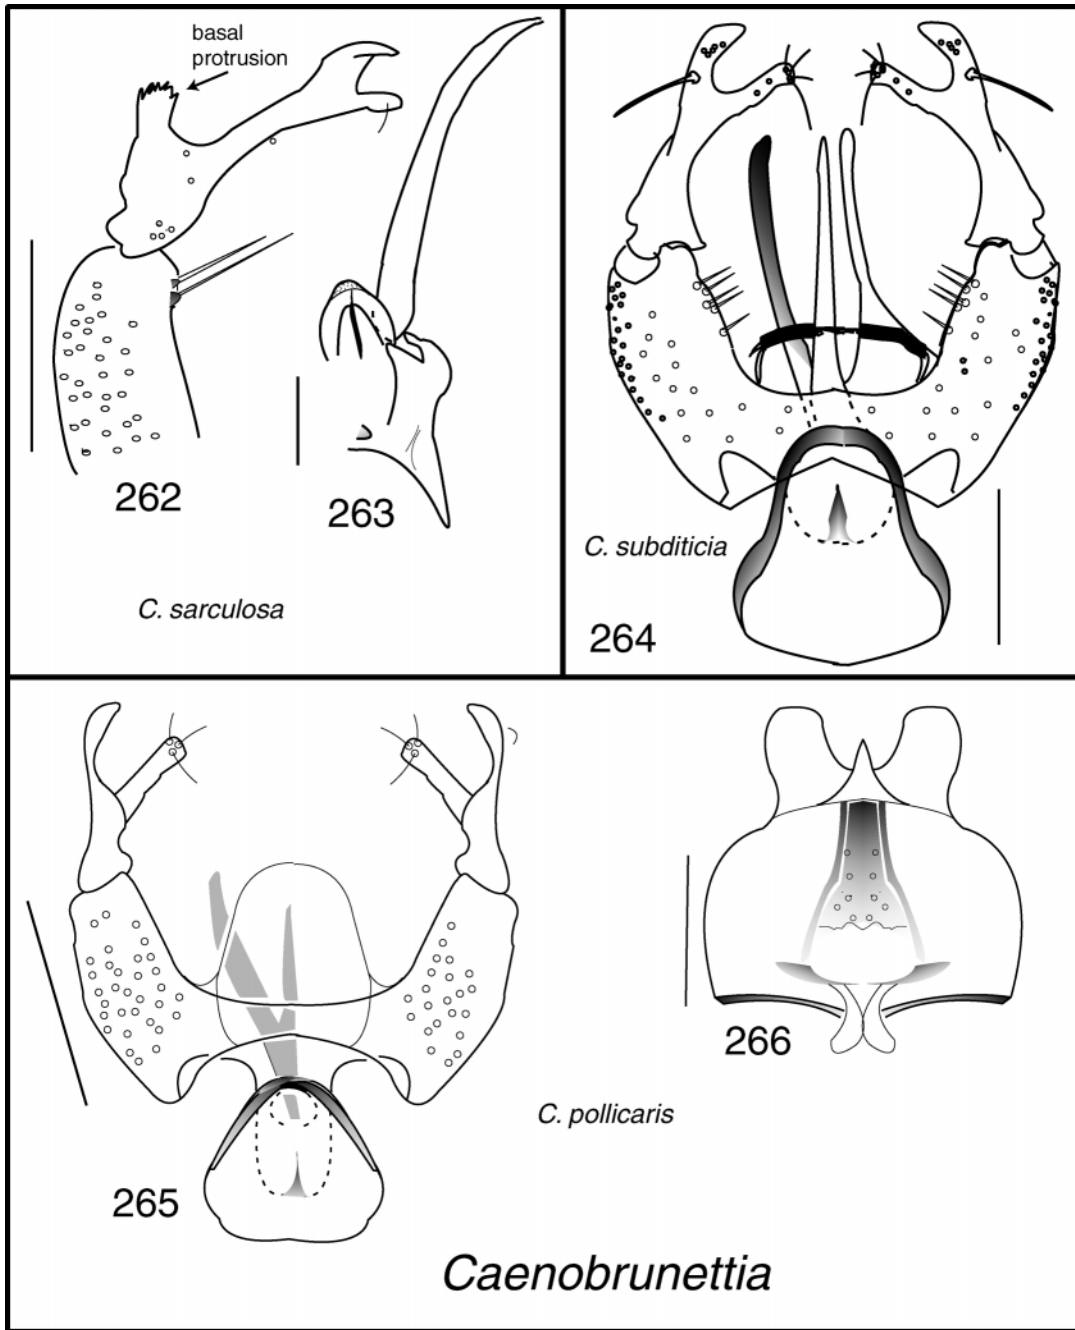 basal
protrusion
262
263
C. sarculosa
C. subditicia
264
265
266
C. pollicaris
Caenobrunettia